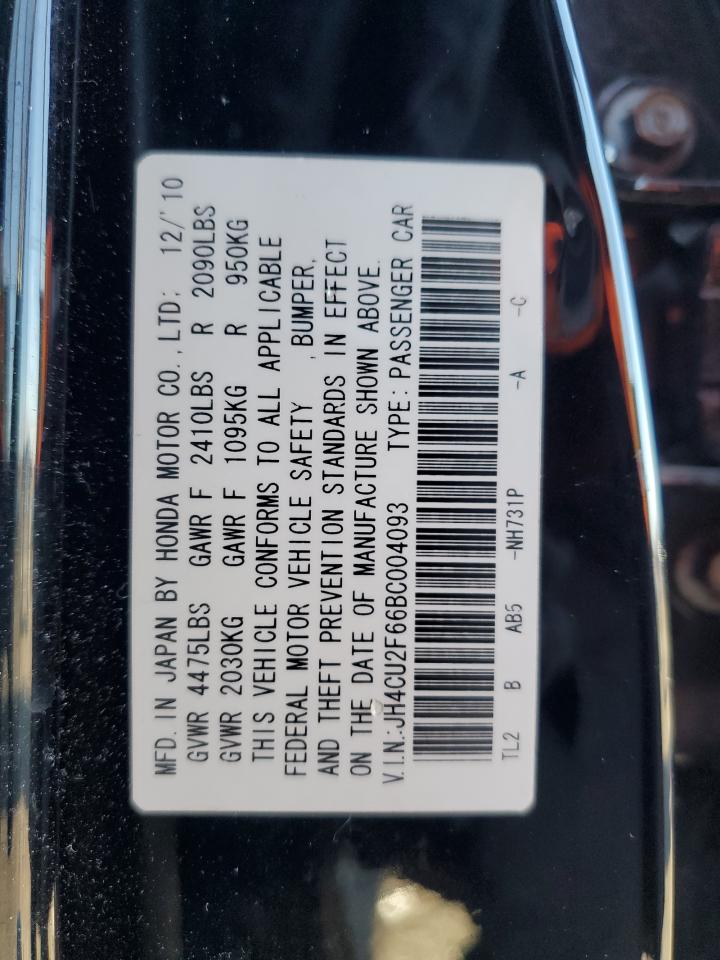 MFD. IN JAPAN BY HONDA MOTOR CO., LTD: 12/'10
GVWR 4475LBS GAWR F 2410LBS R 2090LBS
GVWR 2030KG GAWR F 1095KG R 950KG
THIS VEHICLE CONFORMS TO ALL APPLICABLE
FEDERAL MOTOR VEHICLE SAFETY , BUMPER,
AND THEFT PREVENTION STANDARDS IN EFFECT
ON THE DATE OF MANUFACTURE SHOWN ABOVE.
V.I.N.:JH4CU2F66BC004093 TYPE: PASSENGER CAR
TL2 B AB5 -NH731P -A -C